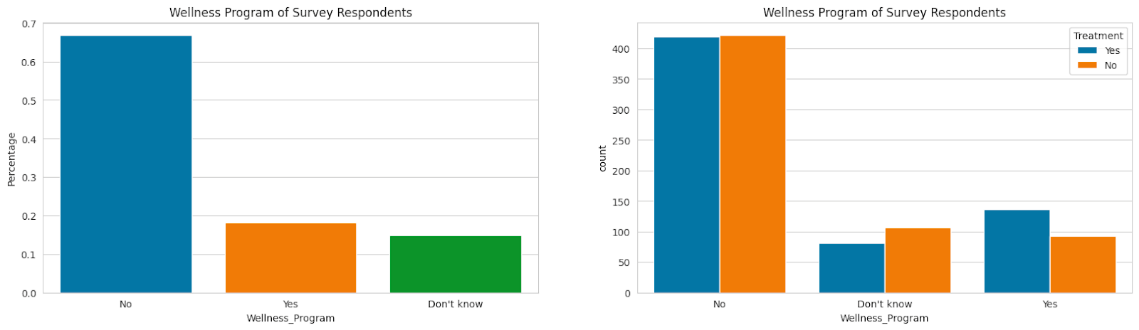 Wellness Program of Survey Respondents
Percentage
0.7
0.6
0.5
0.4
0.3
0.2
0.1
0.0
No Yes Don't know
Wellness_Program
Wellness Program of Survey Respondents
Treatment
Yes
No
count
400
350
300
250
200
150
100
50
0
No Don't know Yes
Wellness_Program